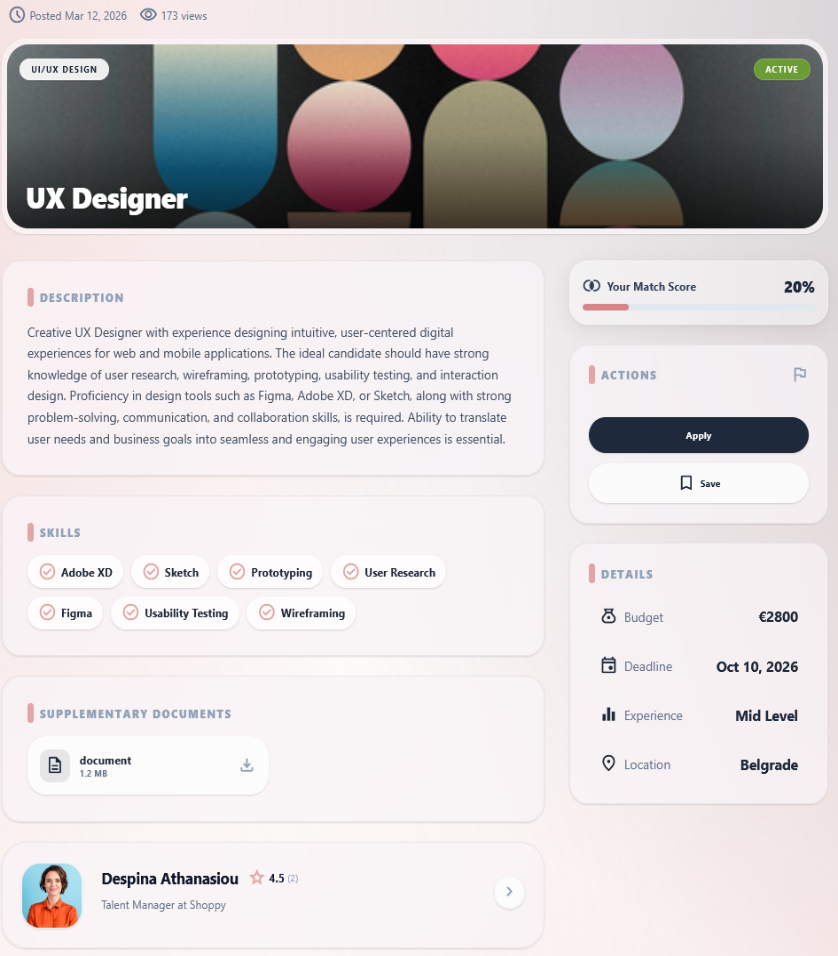 Posted Mar 12, 2026 173 views
UI/UX DESIGN
ACTIVE
UX Designer
DESCRIPTION
Creative UX Designer with experience designing intuitive, user-centered digital
experiences for web and mobile applications. The ideal candidate should have strong
knowledge of user research, wireframing, prototyping, usability testing, and interaction
design. Proficiency in design tools such as Figma, Adobe XD, or Sketch, along with strong
problem-solving, communication, and collaboration skills, is required. Ability to translate
user needs and business goals into seamless and engaging user experiences is essential.
SKILLS
Adobe XD Sketch Prototyping User Research
Figma Usability Testing Wireframing
SUPPLEMENTARY DOCUMENTS
document
1.2 MB
Despina Athanasiou 4.5 (2)
Talent Manager at Shoppy
Your Match Score 20%
ACTIONS
Apply
Save
DETAILS
Budget €2800
Deadline Oct 10, 2026
Experience Mid Level
Location Belgrade